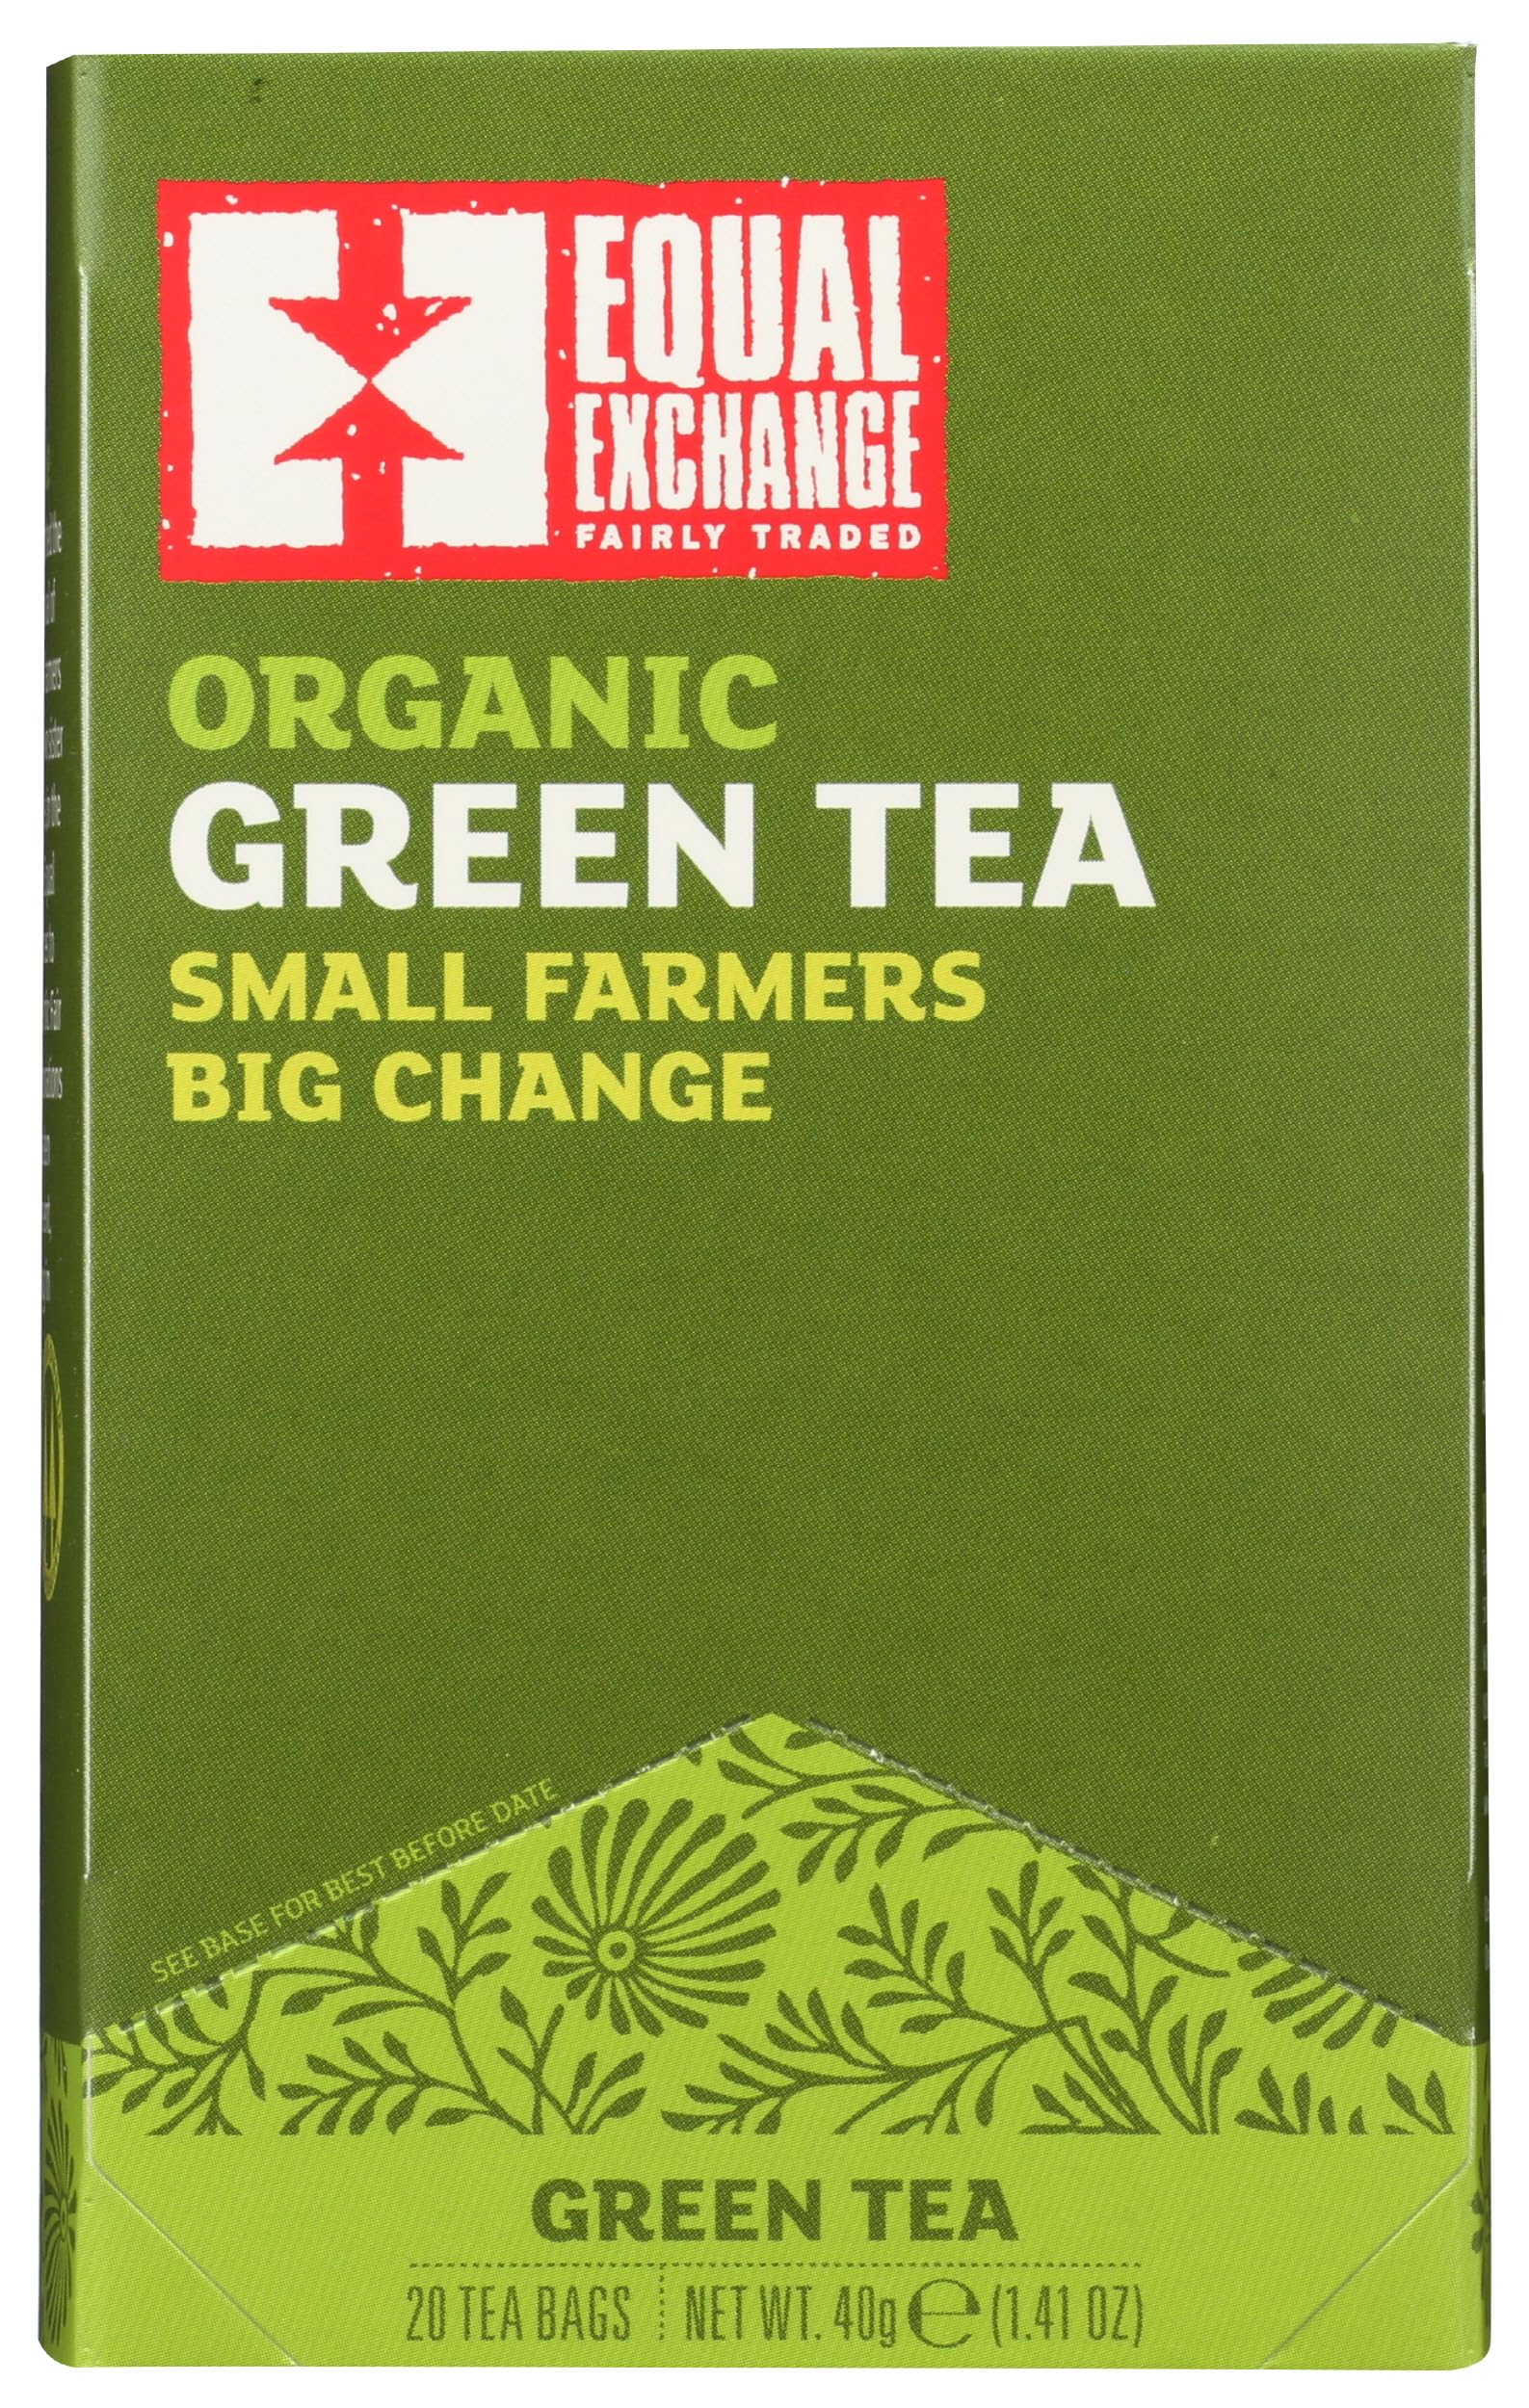 EQUAL
EXCHANGE
FAIRLY TRADED
ORGANIC
GREEN TEA
SMALL FARMERS
BIG CHANGE
SEE BASE FOR BEST BEFORE DATE
GREEN TEA
20 TEA BAGS NET WT. 40g ℮ (1.41 OZ)